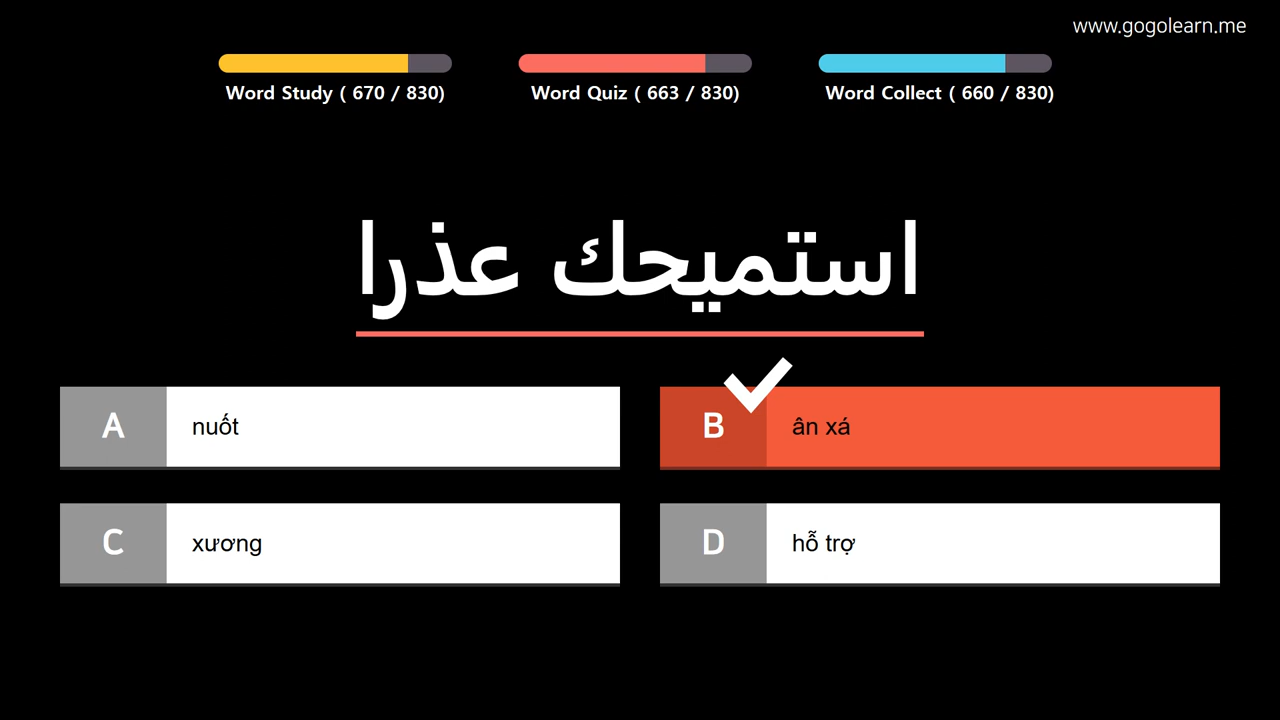 www.gogolearn.me
Word Study ( 670 / 830)
Word Quiz ( 663 / 830)
Word Collect ( 660 / 830)
استميحك عذرا
A nuốt
B ân xá
C xương
D hỗ trợ